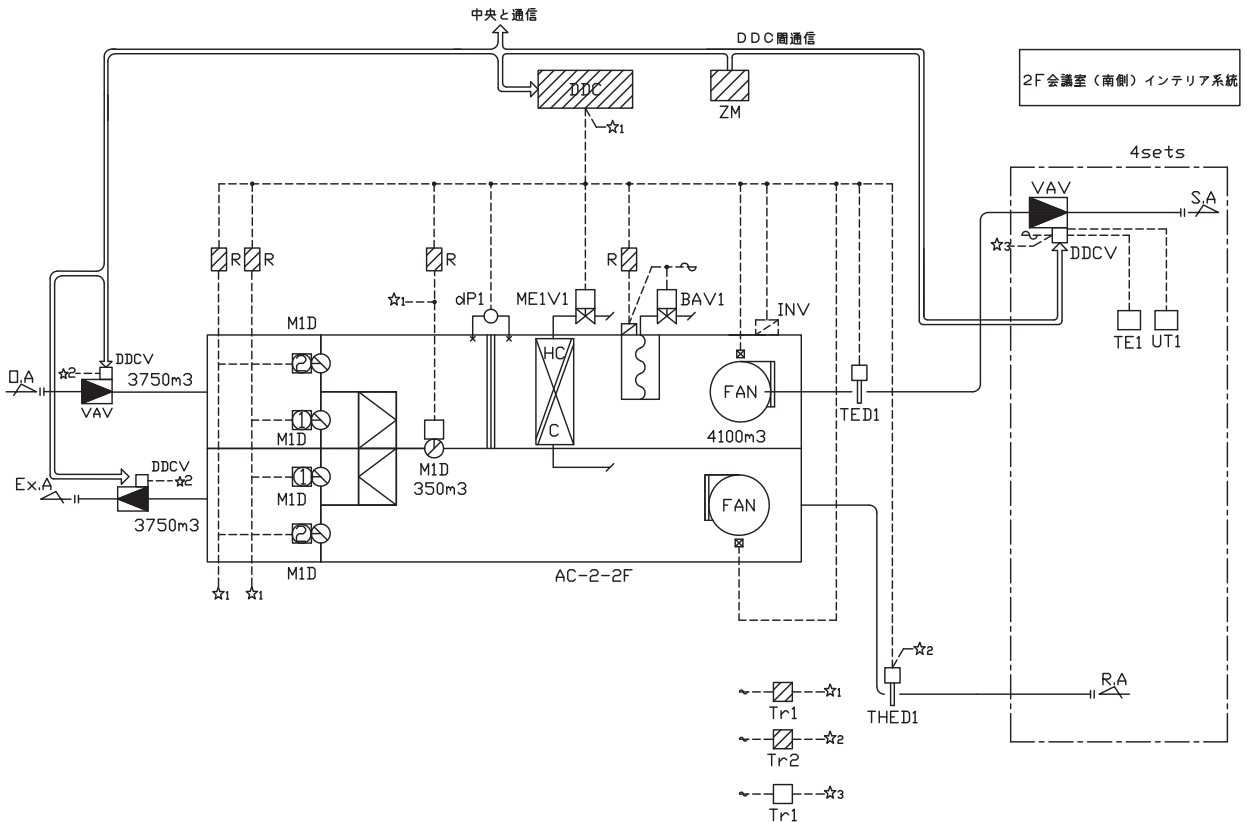 中央と通信
DDC間通信
2F会議室（南側）インテリア系統
DDC
ZM
☆1
4sets
VAV
S.A
☆3
DDCV
R
R
R
R
☆1
dP1
ME1V1
BAV1
INV
TE1
UT1
M1D
DDCV
☆2
3750m3
O.A
VAV
2
HC
FAN
TED1
1
M1D
C
4100m3
DDCV
☆2
Ex.A
1
M1D
M1D
350m3
FAN
3750m3
2
M1D
AC-2-2F
☆1
☆1
☆2
R.A
THED1
☆1
Tr1
☆2
Tr2
☆3
Tr1